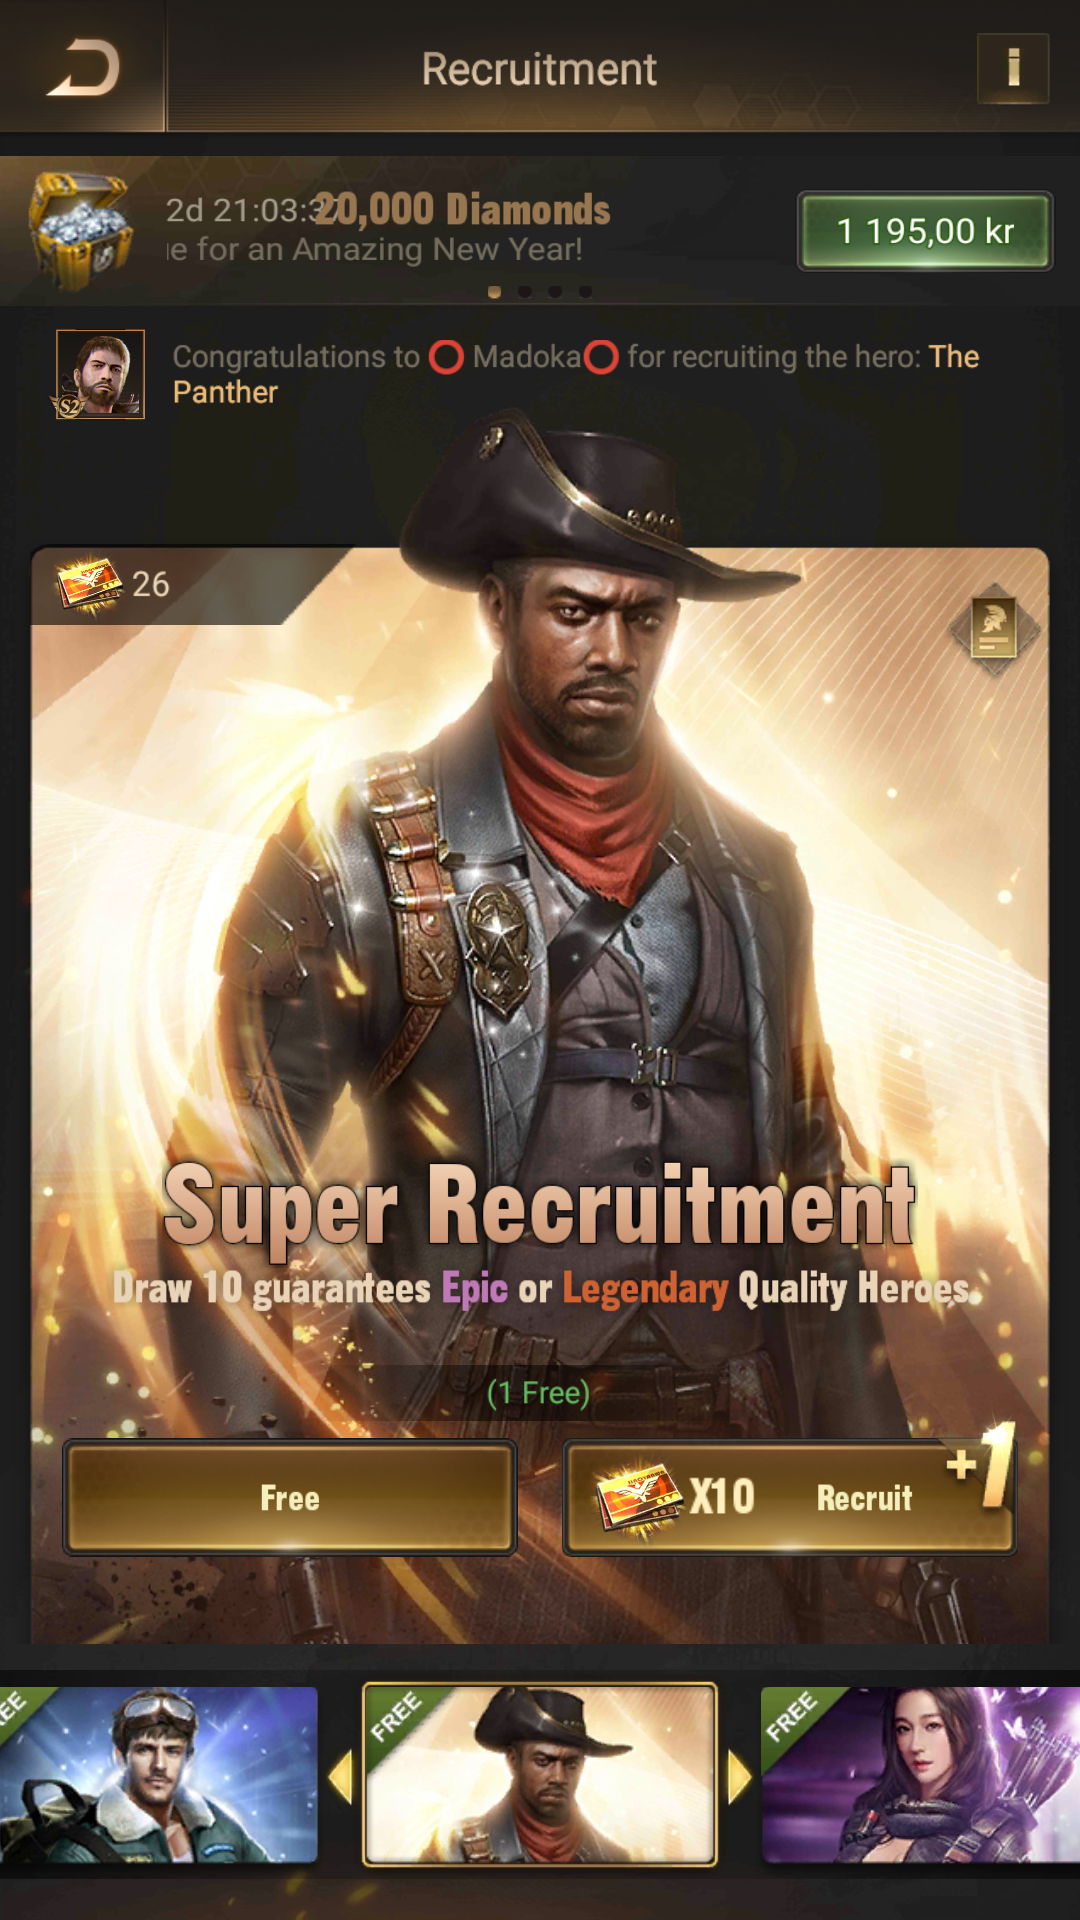 Recruitment
2d 21:03:3
20,000 Diamonds
e for an Amazing New Year!
1 195,00 kr
Congratulations to ⭕ Madoka⭕ for recruiting the hero: The
Panther
S2
26
Super Recruitment
Draw 10 guarantees Epic or Legendary Quality Heroes.
(1 Free)
Free
X10 Recruit +1
FREE
FREE
FREE